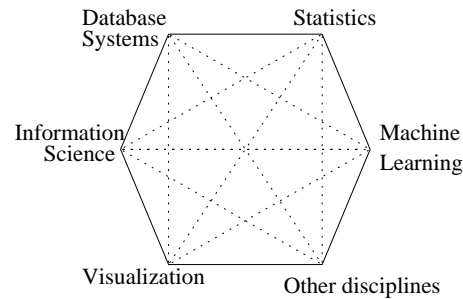 Database
Systems
Statistics
Information
Science
Machine
Learning
Visualization
Other disciplines